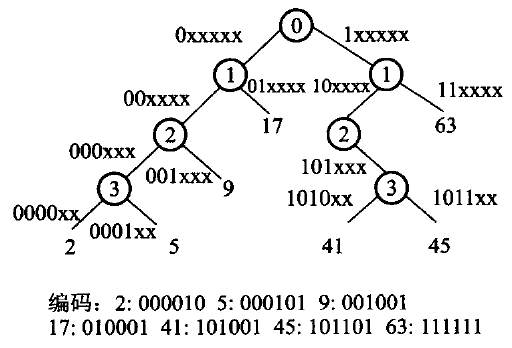 0
0xxxxx 1xxxxx
1 01xxxx 10xxxx 1 11xxxx
00xxxx 17 63
2 2
000xxx 001xxx 9 101xxx
3 3
0000xx 0001xx 1010xx 1011xx
2 5 41 45
编码：2: 000010 5: 000101 9: 001001
17: 010001 41: 101001 45: 101101 63: 111111